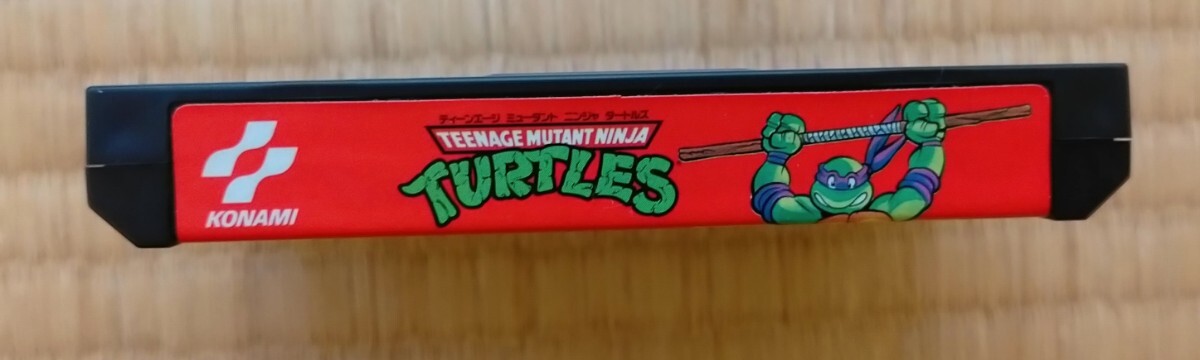 KONAMI
ティーンエージ ミュータント ニンジャ タートルズ
TEENAGE MUTANT NINJA
TURTLES